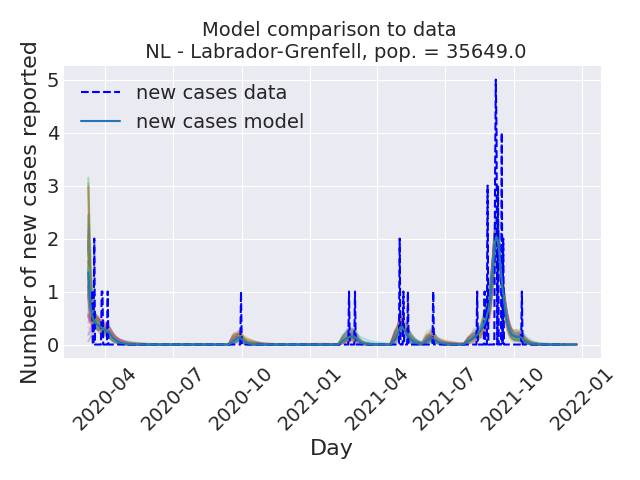 Model comparison to data
NL - Labrador-Grenfell, pop. = 35649.0
Number of new cases reported
5
4
3
2
1
0
new cases data
new cases model
2020-04
2020-07
2020-10
2021-01
2021-04
2021-07
2021-10
2022-01
Day